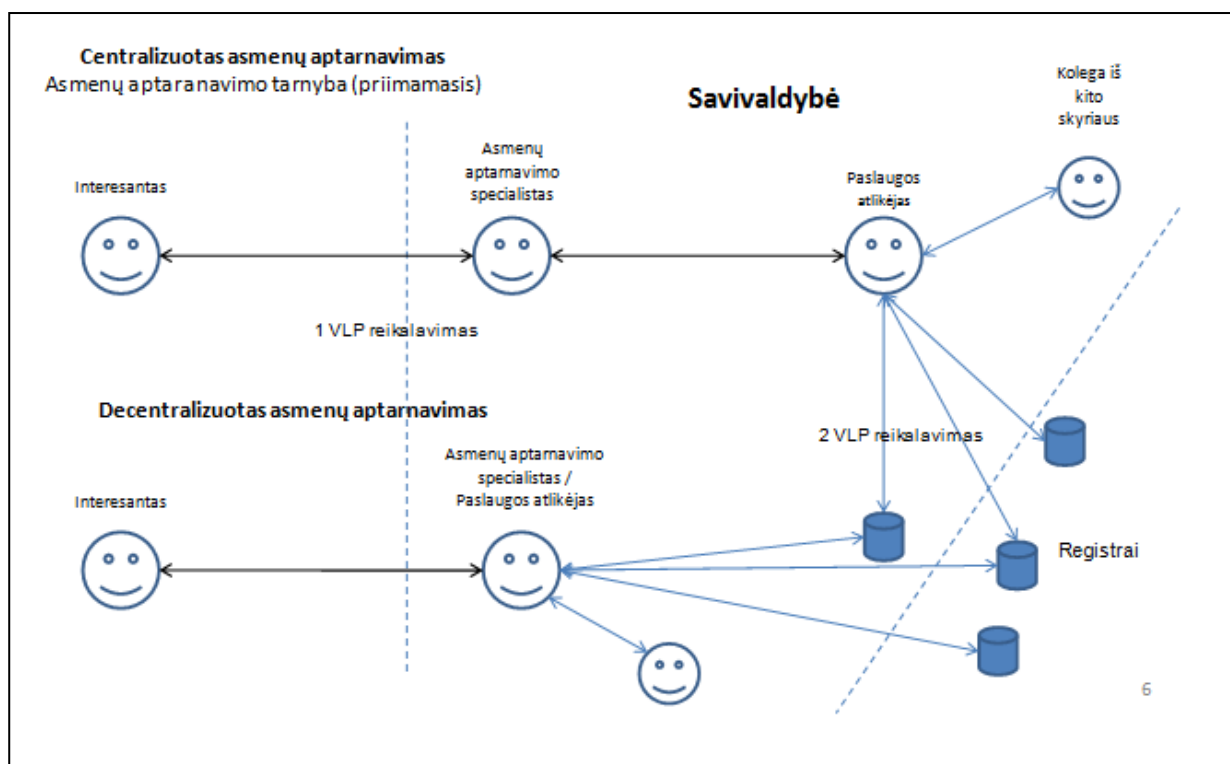 Centralizuotas asmenų aptarnavimas
Asmenų aptaranavimo tarnyba (priimamasis)
Savivaldybė
Kolega iš
kito
skyriaus
Interesantas
Asmenų
aptarnavimo
specialistas
Paslaugos
atlikėjas
1 VLP reikalavimas
Decentralizuotas asmenų aptarnavimas
2 VLP reikalavimas
Interesantas
Asmenų aptarnavimo
specialistas /
Paslaugos atlikėjas
Registrai
6